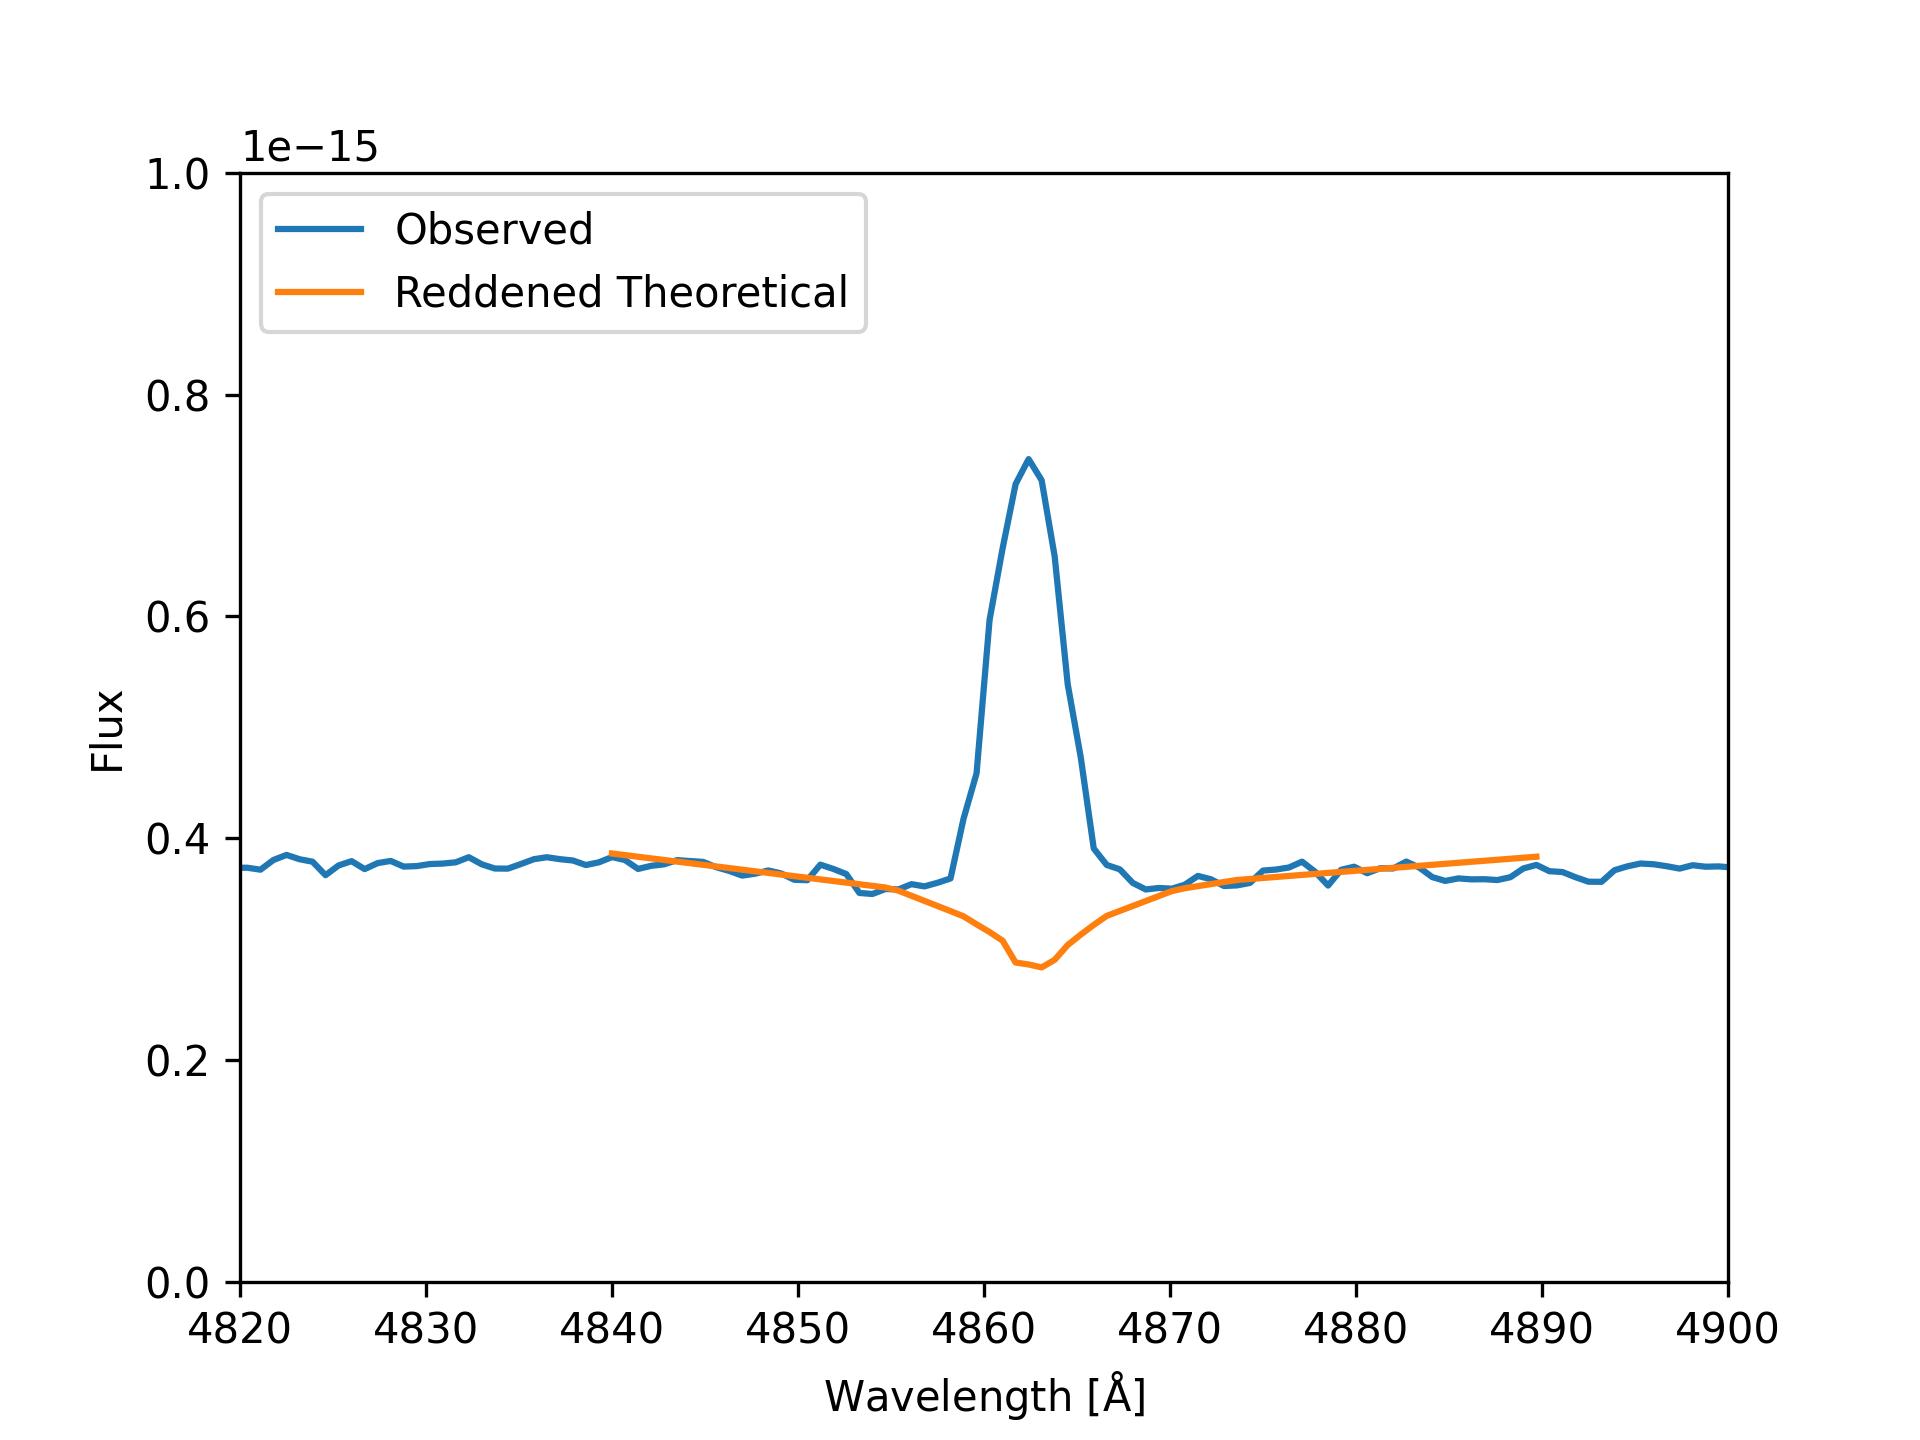 1e−15
1.0
0.8
0.6
0.4
0.2
0.0
Observed
Reddened Theoretical
Flux
4820 4830 4840 4850 4860 4870 4880 4890 4900
Wavelength [Å]